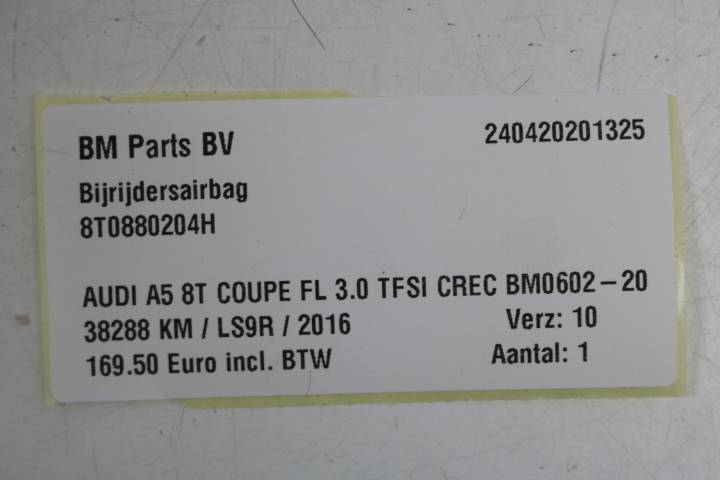 BM Parts BV 240420201325
Bijrijdersairbag
8T0880204H
AUDI A5 8T COUPE FL 3.0 TFSI CREC BM0602-20
38288 KM / LS9R / 2016 Verz: 10
169.50 Euro incl. BTW Aantal: 1